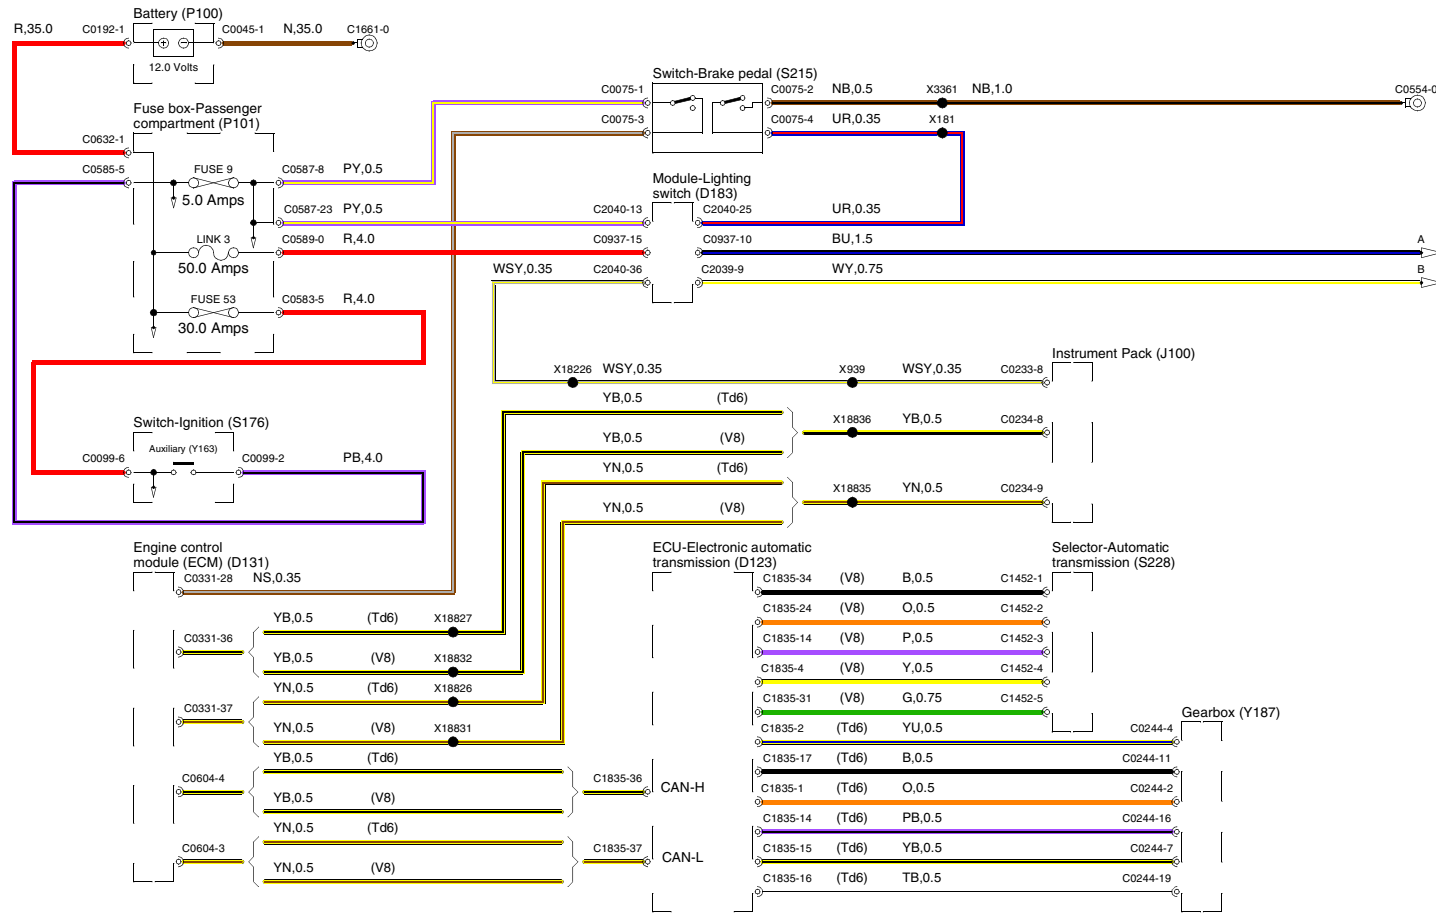 Battery (P100)
R,35.0
C0192-1
C0045-1
N,35.0
C1661-0
12.0 Volts
Fuse box-Passenger
compartment (P101)
C0632-1
C0585-5
FUSE 9
5.0 Amps
C0587-8
PY,0.5
C0587-23
PY,0.5
LINK 3
50.0 Amps
C0589-0
R,4.0
FUSE 53
30.0 Amps
C0583-5
R,4.0
Switch-Brake pedal (S215)
C0075-1
C0075-3
C0075-2
NB,0.5
X3361
NB,1.0
C0554-0
C0075-4
UR,0.35
X181
Module-Lighting
switch (D183)
C2040-13
C2040-25
UR,0.35
C0937-15
C0937-10
BU,1.5
A
WSY,0.35
C2040-36
C2039-9
WY,0.75
B
Instrument Pack (J100)
X18226
WSY,0.35
X939
WSY,0.35
C0233-8
YB,0.5
(Td6)
X18836
YB,0.5
C0234-8
YB,0.5
(V8)
YN,0.5
(Td6)
X18835
YN,0.5
C0234-9
YN,0.5
(V8)
Switch-Ignition (S176)
Auxiliary (Y163)
C0099-6
C0099-2
PB,4.0
Engine control
module (ECM) (D131)
C0331-28
NS,0.35
C0331-36
YB,0.5
(Td6)
X18827
YB,0.5
(V8)
X18832
C0331-37
YN,0.5
(Td6)
X18826
YN,0.5
(V8)
X18831
C0604-4
YB,0.5
(Td6)
YB,0.5
(V8)
C1835-36
CAN-H
C0604-3
YN,0.5
(Td6)
YN,0.5
(V8)
C1835-37
CAN-L
ECU-Electronic automatic
transmission (D123)
Selector-Automatic
transmission (S228)
C1835-34
(V8)
B,0.5
C1452-1
C1835-24
(V8)
O,0.5
C1452-2
C1835-14
(V8)
P,0.5
C1452-3
C1835-4
(V8)
Y,0.5
C1452-4
C1835-31
(V8)
G,0.75
C1452-5
Gearbox (Y187)
C1835-2
(Td6)
YU,0.5
C0244-4
C1835-17
(Td6)
B,0.5
C0244-11
C1835-1
(Td6)
O,0.5
C0244-2
C1835-14
(Td6)
PB,0.5
C0244-16
C1835-15
(Td6)
YB,0.5
C0244-7
C1835-16
(Td6)
TB,0.5
C0244-19